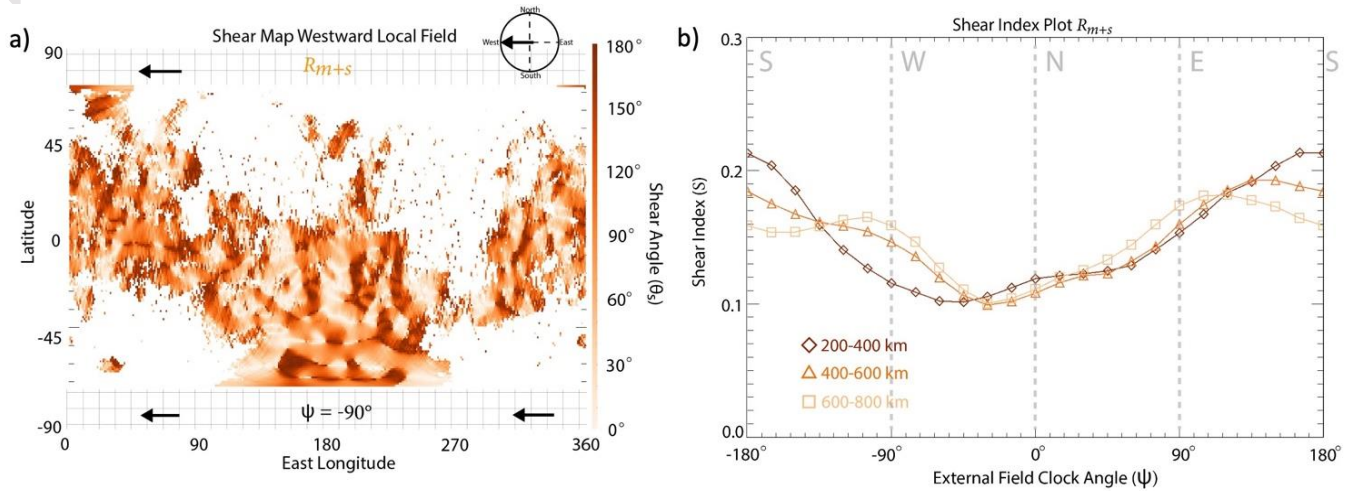 a)
Shear Map Westward Local Field
North
West
East
South
R_{m+s}
90
45
0
-45
-90
Latitude
0
90
180
270
360
East Longitude
ψ = -90°
180°
150°
120°
90°
60°
30°
0°
Shear Angle (θ_s)
b)
Shear Index Plot R_{m+s}
0.3
0.2
0.1
0.0
Shear Index (S)
S
W
N
E
S
200-400 km
400-600 km
600-800 km
-180°
-90°
0°
90°
180°
External Field Clock Angle (ψ)